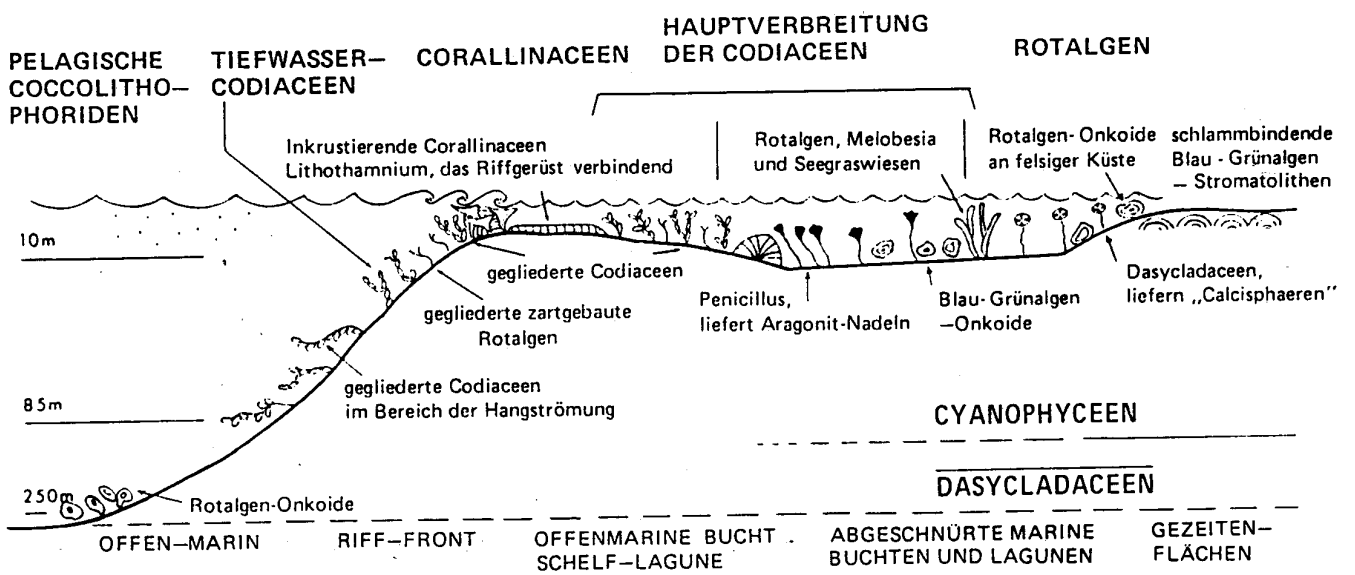 PELAGISCHE
COCCOLITHO—
PHORIDEN
TIEFWASSER—
CODIACEEN
CORALLINACEEN
HAUPTVERBREITUNG
DER CODIACEEN
ROTALGEN
Inkrustierende Corallinaceen
Lithothamnium, das Riffgerüst verbindend
Rotalgen, Melobesia
und Seegraswiesen
Rotalgen-Onkoide
an felsiger Küste
schlammbindende
Blau-Grünalgen
— Stromatolithen
10m
gegliederte Codiaceen
gegliederte zartgebaute
Rotalgen
Penicillus,
liefert Aragonit-Nadeln
Blau-Grünalgen
—Onkoide
Dasycladaceen,
liefern „Calcisphaeren"
gegliederte Codiaceen
im Bereich der Hangströmung
85m
CYANOPHYCEEN
250m
Rotalgen-Onkoide
DASYCLADACEEN
OFFEN—MARIN
RIFF—FRONT
OFFENMARINE BUCHT .
SCHELF—LAGUNE
ABGESCHNÜRTE MARINE
BUCHTEN UND LAGUNEN
GEZEITEN—
FLÄCHEN